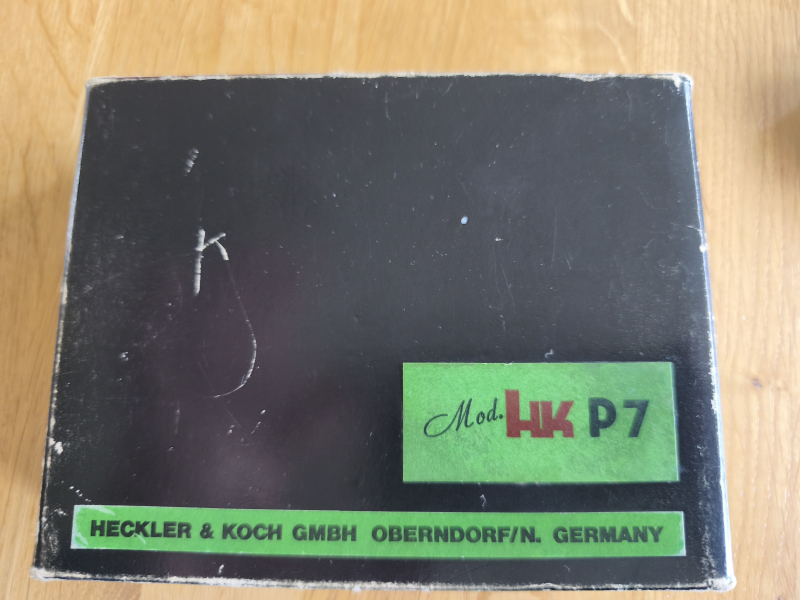 K
Mod. HK P7
HECKLER & KOCH GMBH OBERNDORF/N. GERMANY